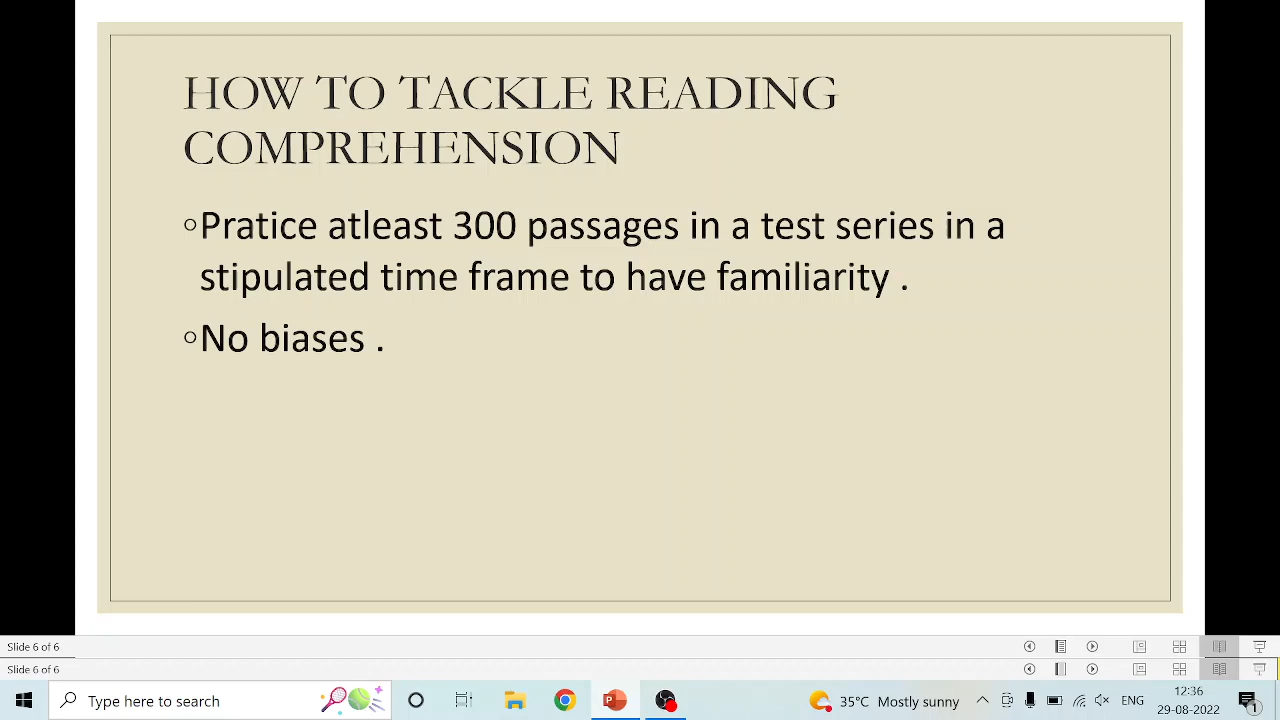 HOW TO TACKLE READING
COMPREHENSION
◦Pratice atleast 300 passages in a test series in a
stipulated time frame to have familiarity .
◦No biases .
Slide 6 of 6
Slide 6 of 6
Type here to search
35°C Mostly sunny
ENG
12:36
29-08-2022
1